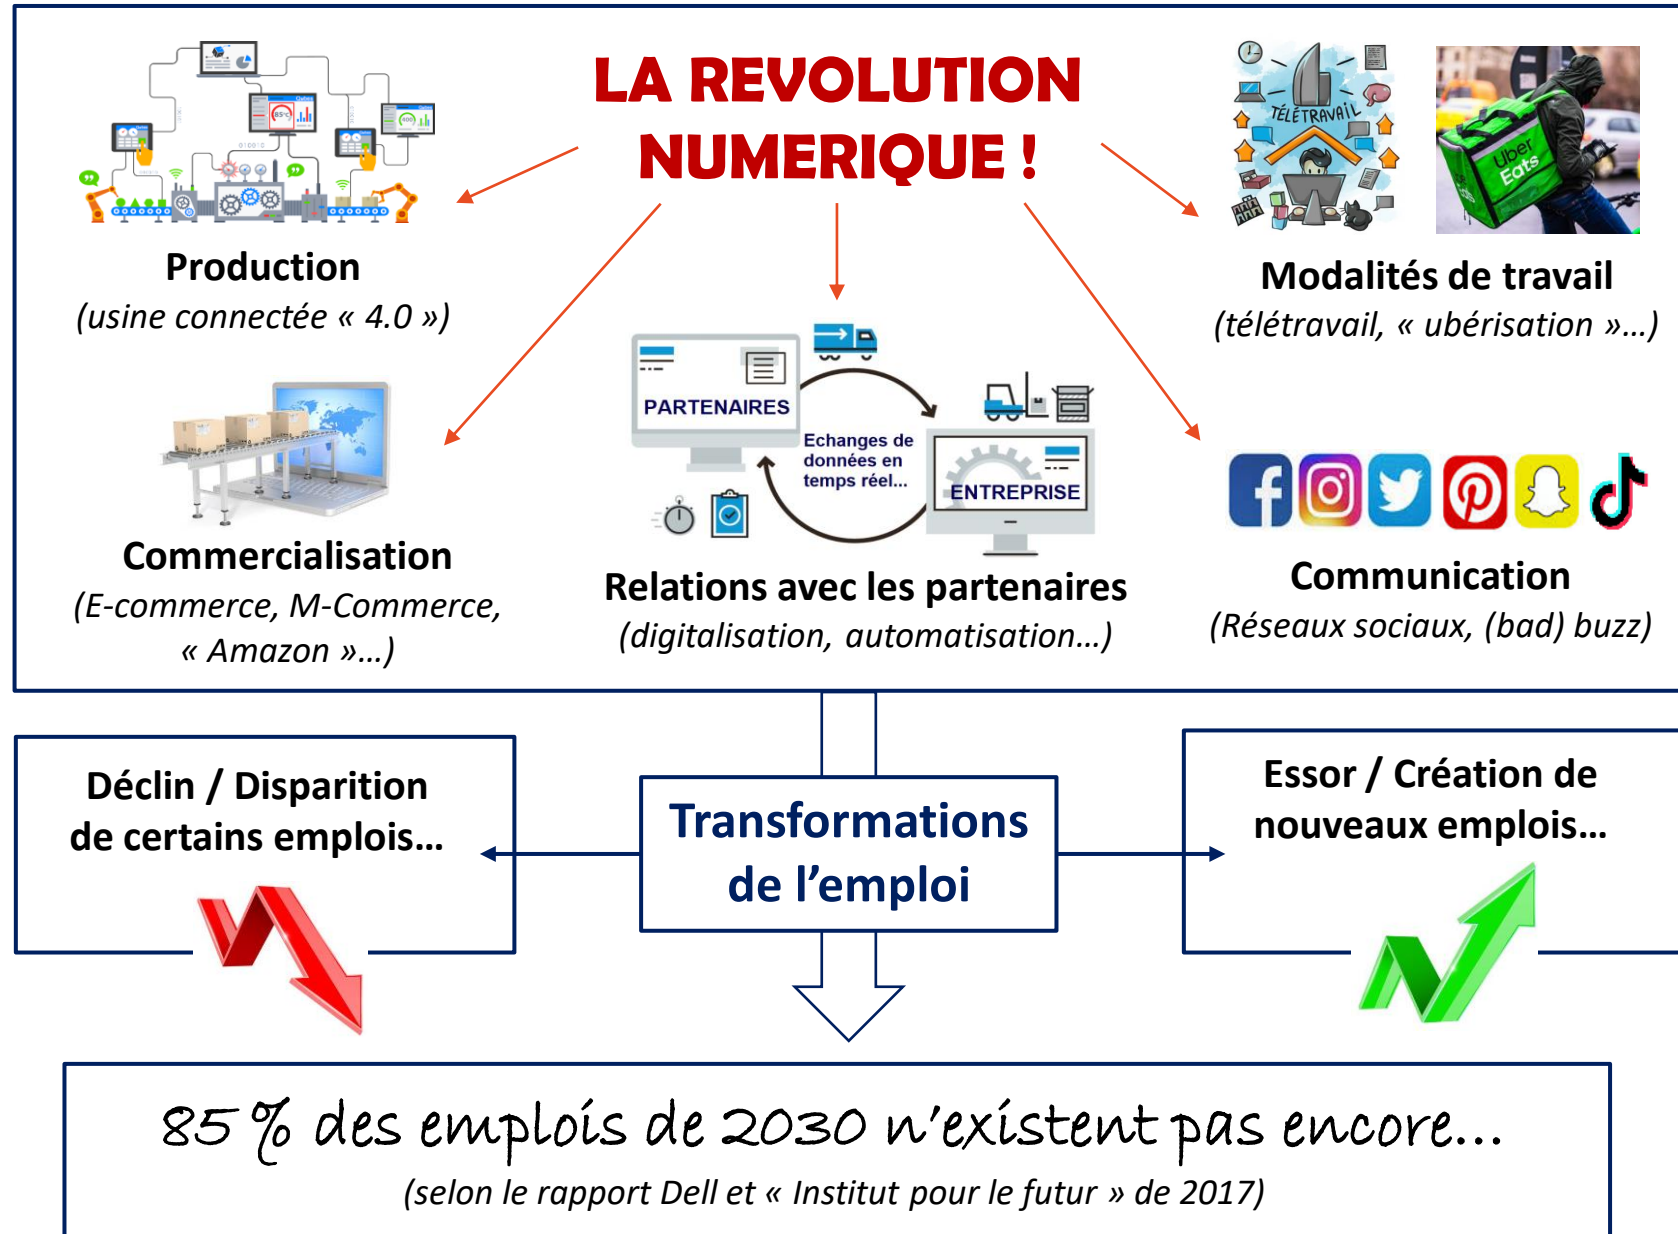 LA REVOLUTION
NUMERIQUE !
85°C
600
010010
Production
(usine connectée « 4.0 »)
TÉLÉTRAVAIL
Uber
Eats
Modalités de travail
(télétravail, « ubérisation »…)
PARTENAIRES
Echanges de
données en
temps réel...
ENTREPRISE
Commercialisation
(E-commerce, M-Commerce,
« Amazon »…)
Relations avec les partenaires
(digitalisation, automatisation…)
Communication
(Réseaux sociaux, (bad) buzz)
Déclin / Disparition
de certains emplois…
Transformations
de l’emploi
Essor / Création de
nouveaux emplois…
85 % des emplois de 2030 n’existent pas encore…
(selon le rapport Dell et « Institut pour le futur » de 2017)